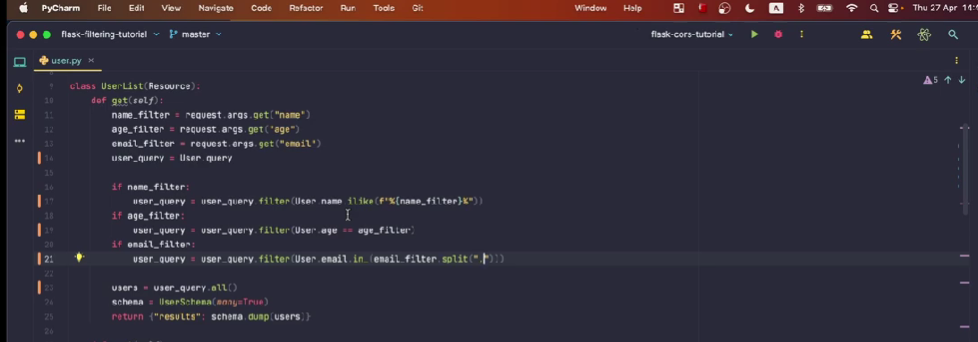 PyCharm File Edit View Navigate Code Refactor Run Tools Git Window Help Thu 27 Apr
flask-filtering-tutorial master flask-cors-tutorial
user.py
5
9 class UserList(Resource):
10 def get(self):
11 name_filter = request.args.get("name")
12 age_filter = request.args.get("age")
13 email_filter = request.args.get("email")
14 user_query = User.query
15
16 if name_filter:
17 user_query = user_query.filter(User.name.ilike(f"%{name_filter}%"))
18 if age_filter:
19 user_query = user_query.filter(User.age == age_filter)
20 if email_filter:
21 user_query = user_query.filter(User.email.in_(email_filter.split(",")))
22
23 users = user_query.all()
24 schema = UserSchema(many=True)
25 return {"results": schema.dump(users)}
26